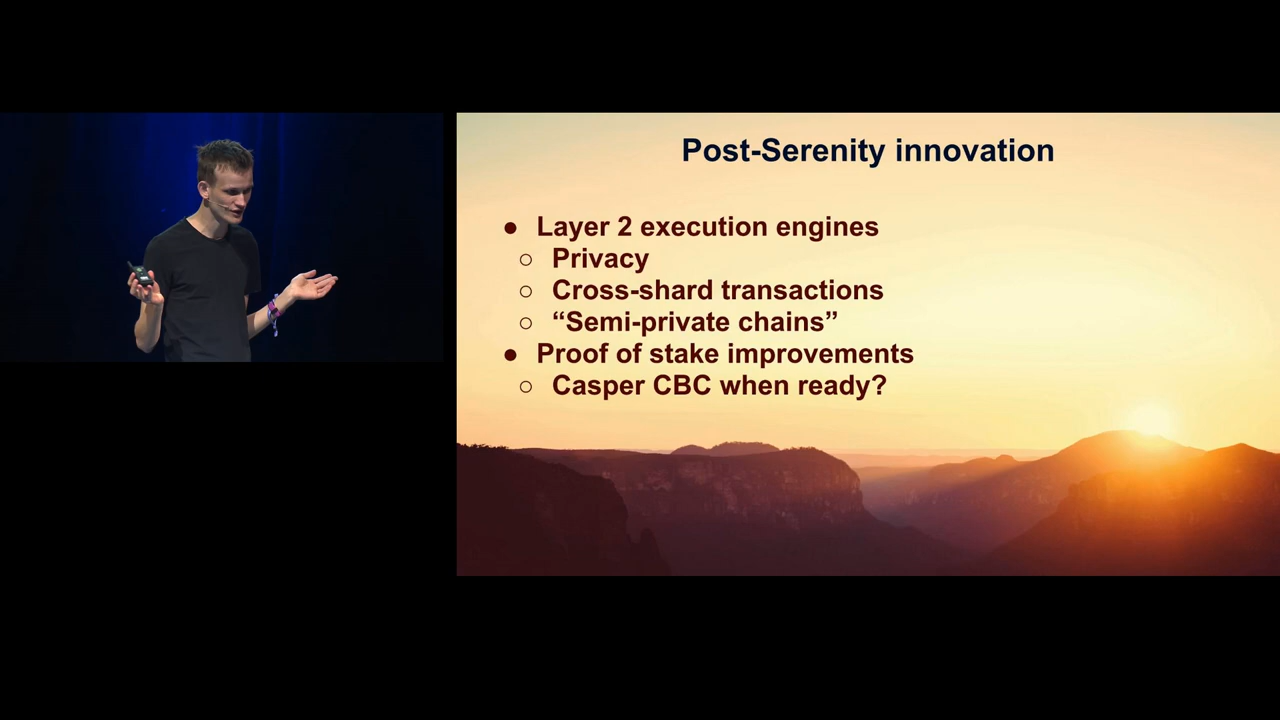 Post-Serenity innovation
● Layer 2 execution engines
○ Privacy
○ Cross-shard transactions
○ “Semi-private chains”
● Proof of stake improvements
○ Casper CBC when ready?